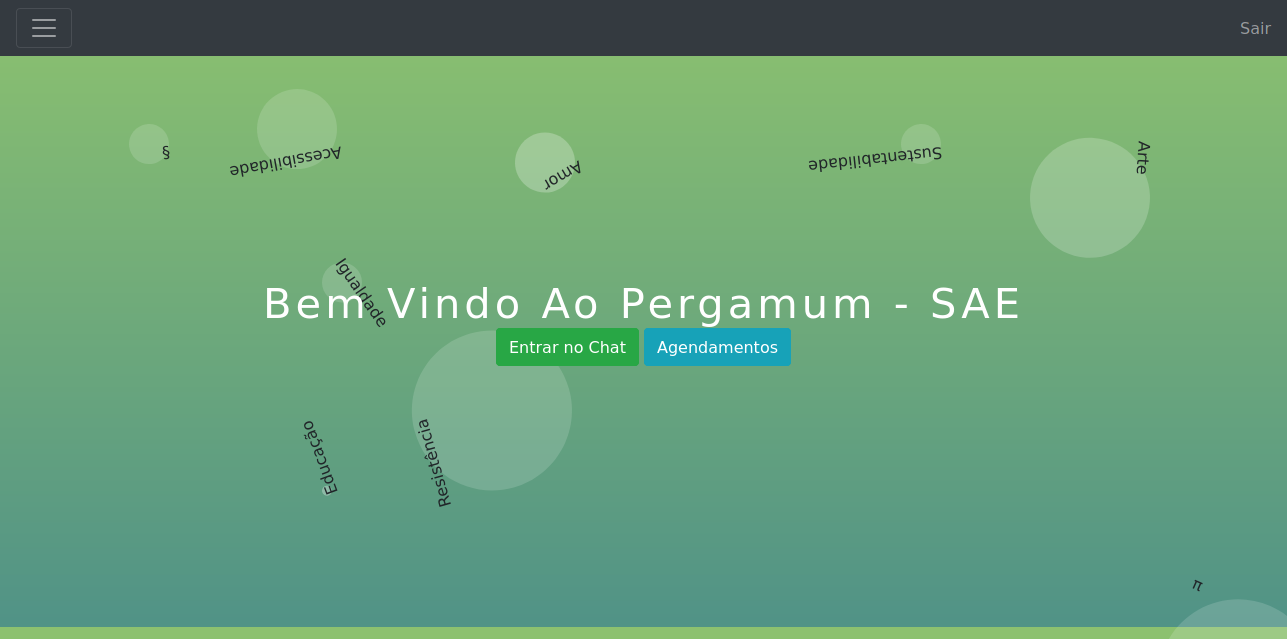 Sair
§
Acessibilidade
Amor
Sustentabilidade
Arte
Igualdade
Bem Vindo Ao Pergamum - SAE
Entrar no Chat
Agendamentos
Educação
Resistência
π